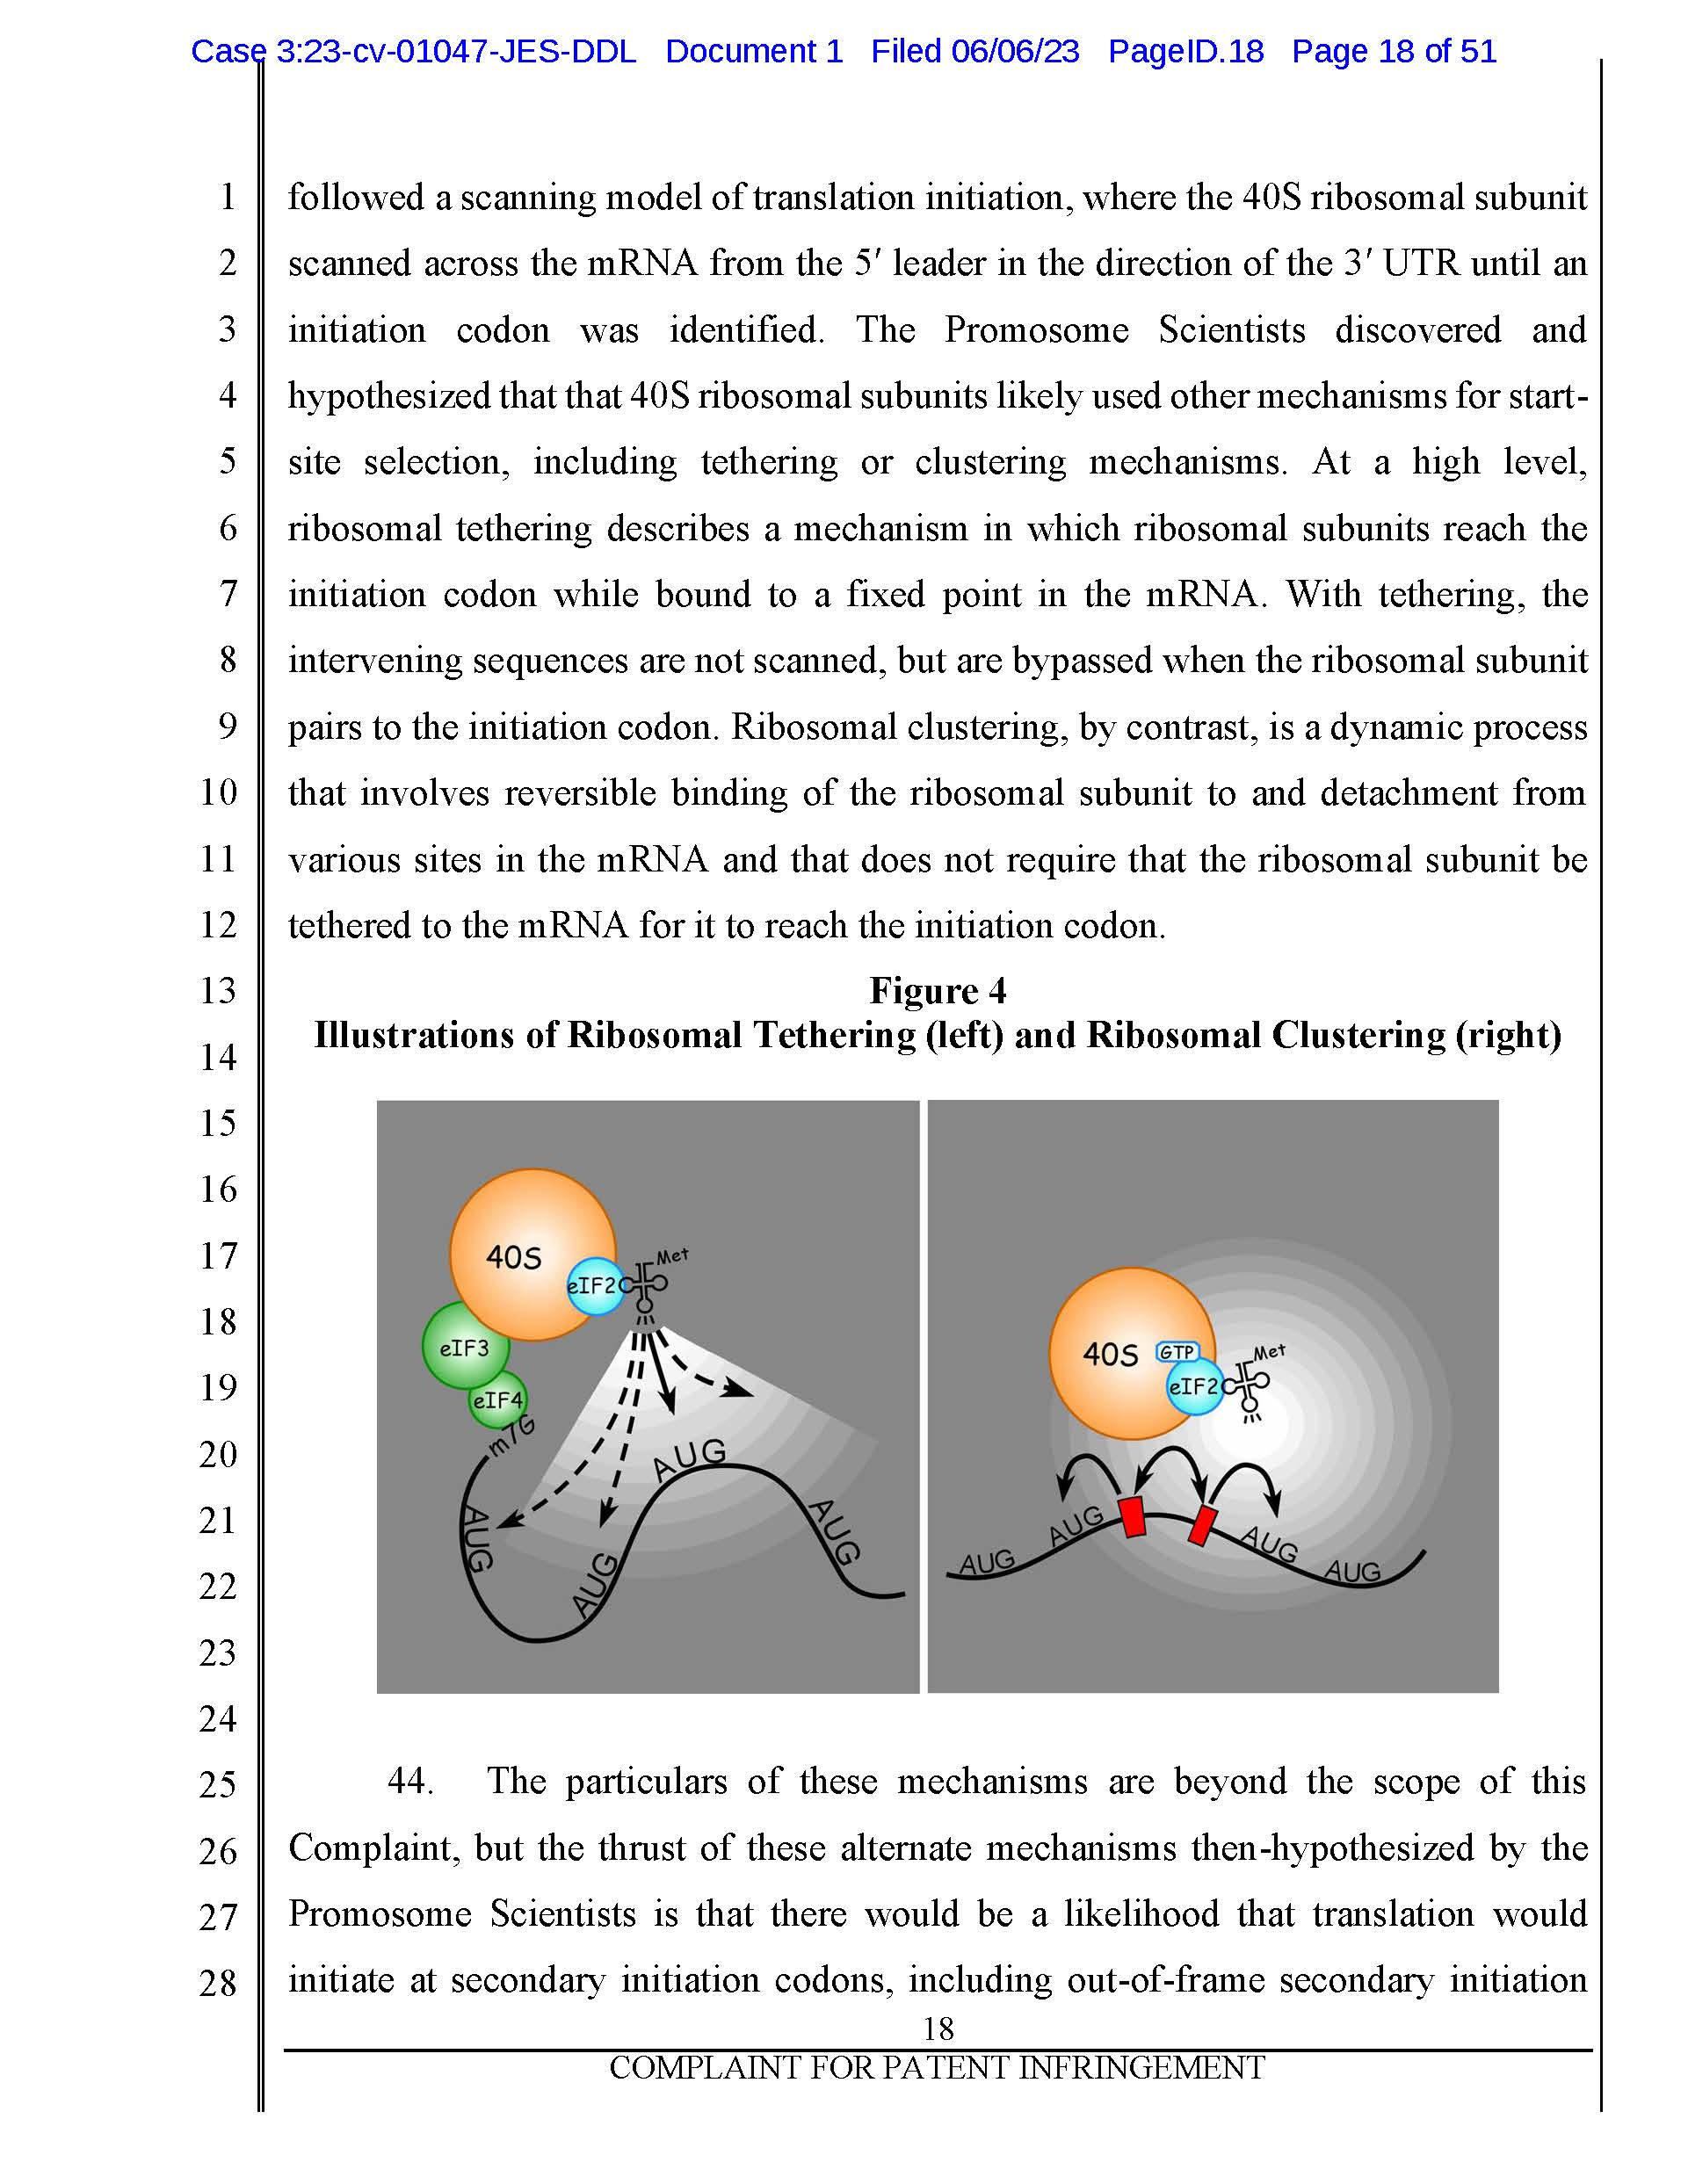 Case 3:23-cv-01047-JES-DDL Document 1 Filed 06/06/23 PageID.18 Page 18 of 51
1 followed a scanning model of translation initiation, where the 40S ribosomal subunit
2 scanned across the mRNA from the 5′ leader in the direction of the 3′ UTR until an
3 initiation codon was identified. The Promosome Scientists discovered and
4 hypothesized that that 40S ribosomal subunits likely used other mechanisms for start-
5 site selection, including tethering or clustering mechanisms. At a high level,
6 ribosomal tethering describes a mechanism in which ribosomal subunits reach the
7 initiation codon while bound to a fixed point in the mRNA. With tethering, the
8 intervening sequences are not scanned, but are bypassed when the ribosomal subunit
9 pairs to the initiation codon. Ribosomal clustering, by contrast, is a dynamic process
10 that involves reversible binding of the ribosomal subunit to and detachment from
11 various sites in the mRNA and that does not require that the ribosomal subunit be
12 tethered to the mRNA for it to reach the initiation codon.
13 Figure 4
14 Illustrations of Ribosomal Tethering (left) and Ribosomal Clustering (right)
15
16
17
18
19
20
21
22
23
24
40S
eIF2
Met
eIF3
eIF4
m7G
AUG
AUG
AUG
AUG
40S
GTP
eIF2
Met
AUG
AUG
AUG
AUG
25 44. The particulars of these mechanisms are beyond the scope of this
26 Complaint, but the thrust of these alternate mechanisms then-hypothesized by the
27 Promosome Scientists is that there would be a likelihood that translation would
28 initiate at secondary initiation codons, including out-of-frame secondary initiation
18
COMPLAINT FOR PATENT INFRINGEMENT